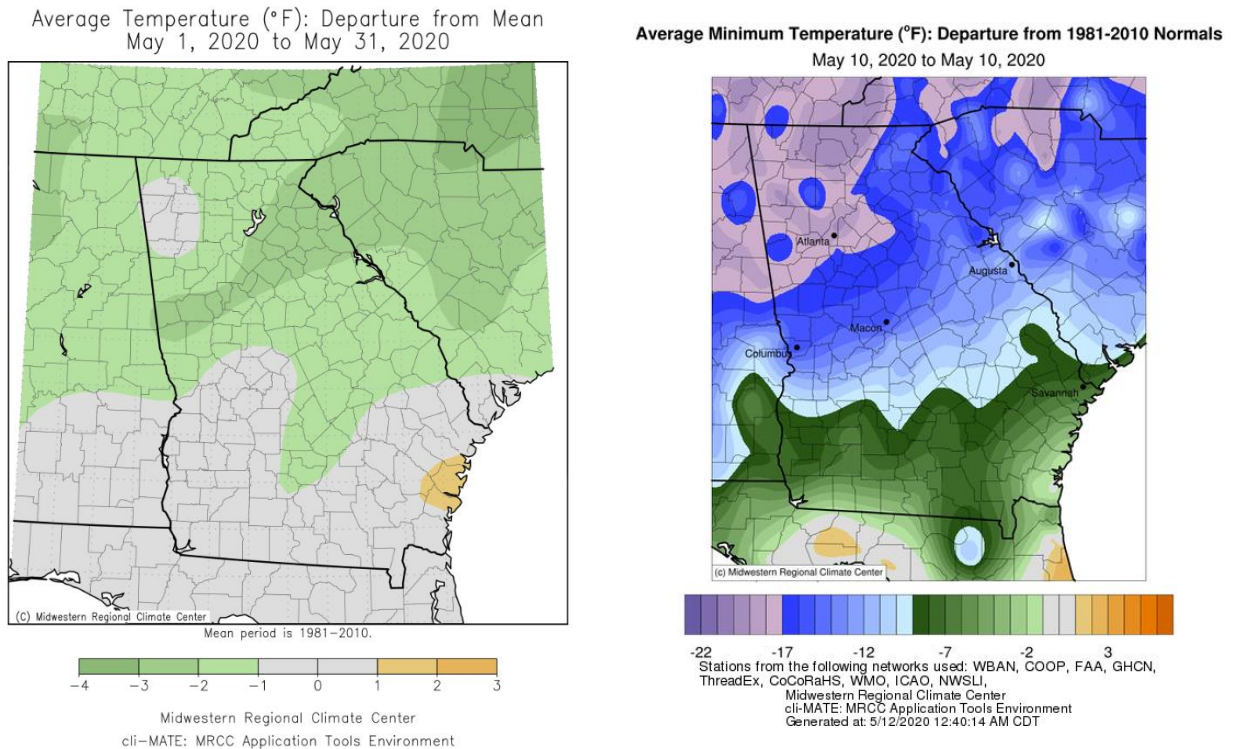 Average Temperature (°F): Departure from Mean
May 1, 2020 to May 31, 2020
(C) Midwestern Regional Climate Center
Mean period is 1981-2010.
-4 -3 -2 -1 0 1 2 3
Midwestern Regional Climate Center
cli-MATE: MRCC Application Tools Environment
Average Minimum Temperature (°F): Departure from 1981-2010 Normals
May 10, 2020 to May 10, 2020
Atlanta
Augusta
Macon
Columbus
Savannah
(c) Midwestern Regional Climate Center
-22 -17 -12 -7 -2 3
Stations from the following networks used: WBAN, COOP, FAA, GHCN,
ThreadEx, CoCoRaHS, WMO, ICAO, NWSLI,
Midwestern Regional Climate Center
cli-MATE: MRCC Application Tools Environment
Generated at: 5/12/2020 12:40:14 AM CDT